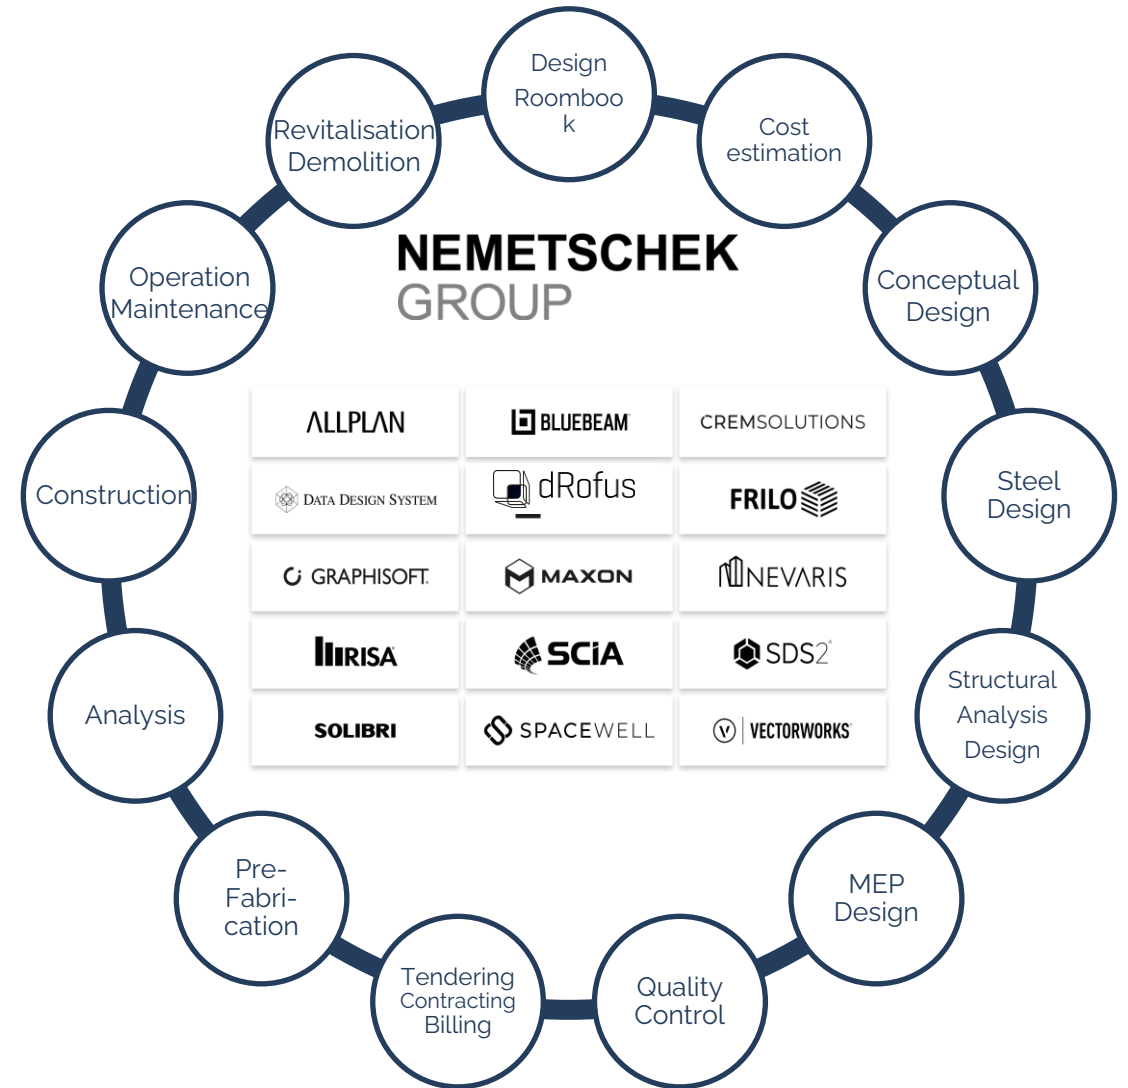 Design
Roomboo
k
Cost
estimation
Conceptual
Design
Steel
Design
Structural
Analysis
Design
MEP
Design
Quality
Control
Tendering
Contracting
Billing
Pre-
Fabri-
cation
Analysis
Construction
Operation
Maintenance
Revitalisation
Demolition
NEMETSCHEK
GROUP
ALLPLAN
BLUEBEAM
CREMSOLUTIONS
DATA DESIGN SYSTEM
dRofus
FRILO
GRAPHISOFT.
MAXON
NEVARIS
RISA
SCiA
SDS2®
SOLIBRI
SPACEWELL
V VECTORWORKS